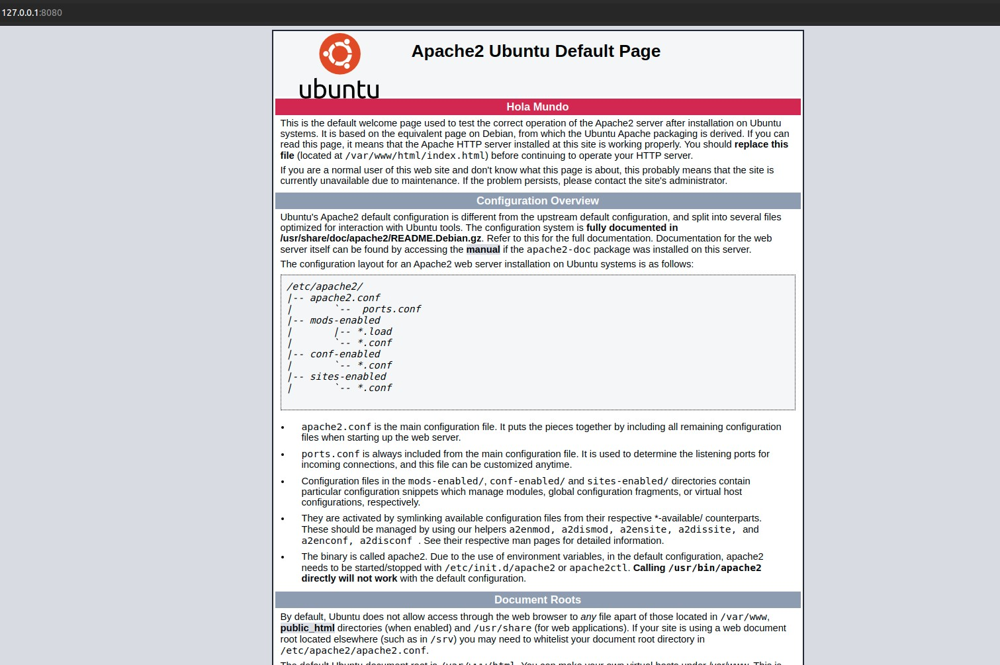 127.0.0.1:8080
ubuntu
Apache2 Ubuntu Default Page
Hola Mundo
This is the default welcome page used to test the correct operation of the Apache2 server after installation on Ubuntu
systems. It is based on the equivalent page on Debian, from which the Ubuntu Apache packaging is derived. If you can
read this page, it means that the Apache HTTP server installed at this site is working properly. You should replace this
file (located at /var/www/html/index.html) before continuing to operate your HTTP server.
If you are a normal user of this web site and don't know what this page is about, this probably means that the site is
currently unavailable due to maintenance. If the problem persists, please contact the site's administrator.
Configuration Overview
Ubuntu's Apache2 default configuration is different from the upstream default configuration, and split into several files
optimized for interaction with Ubuntu tools. The configuration system is fully documented in
/usr/share/doc/apache2/README.Debian.gz. Refer to this for the full documentation. Documentation for the web
server itself can be found by accessing the manual if the apache2-doc package was installed on this server.
The configuration layout for an Apache2 web server installation on Ubuntu systems is as follows:
/etc/apache2/
|-- apache2.conf
|       `--  ports.conf
|-- mods-enabled
|       |-- *.load
|       `-- *.conf
|-- conf-enabled
|       `-- *.conf
|-- sites-enabled
|       `-- *.conf
• apache2.conf is the main configuration file. It puts the pieces together by including all remaining configuration
files when starting up the web server.
• ports.conf is always included from the main configuration file. It is used to determine the listening ports for
incoming connections, and this file can be customized anytime.
• Configuration files in the mods-enabled/, conf-enabled/ and sites-enabled/ directories contain
particular configuration snippets which manage modules, global configuration fragments, or virtual host
configurations, respectively.
• They are activated by symlinking available configuration files from their respective *-available/ counterparts.
These should be managed by using our helpers a2enmod, a2dismod, a2ensite, a2dissite, and
a2enconf, a2disconf . See their respective man pages for detailed information.
• The binary is called apache2. Due to the use of environment variables, in the default configuration, apache2
needs to be started/stopped with /etc/init.d/apache2 or apache2ctl. Calling /usr/bin/apache2
directly will not work with the default configuration.
Document Roots
By default, Ubuntu does not allow access through the web browser to any file apart of those located in /var/www,
public_html directories (when enabled) and /usr/share (for web applications). If your site is using a web document
root located elsewhere (such as in /srv) you may need to whitelist your document root directory in
/etc/apache2/apache2.conf.
The default Ubuntu document root is /var/www/html. You can make your own virtual hosts under /var/www. This is